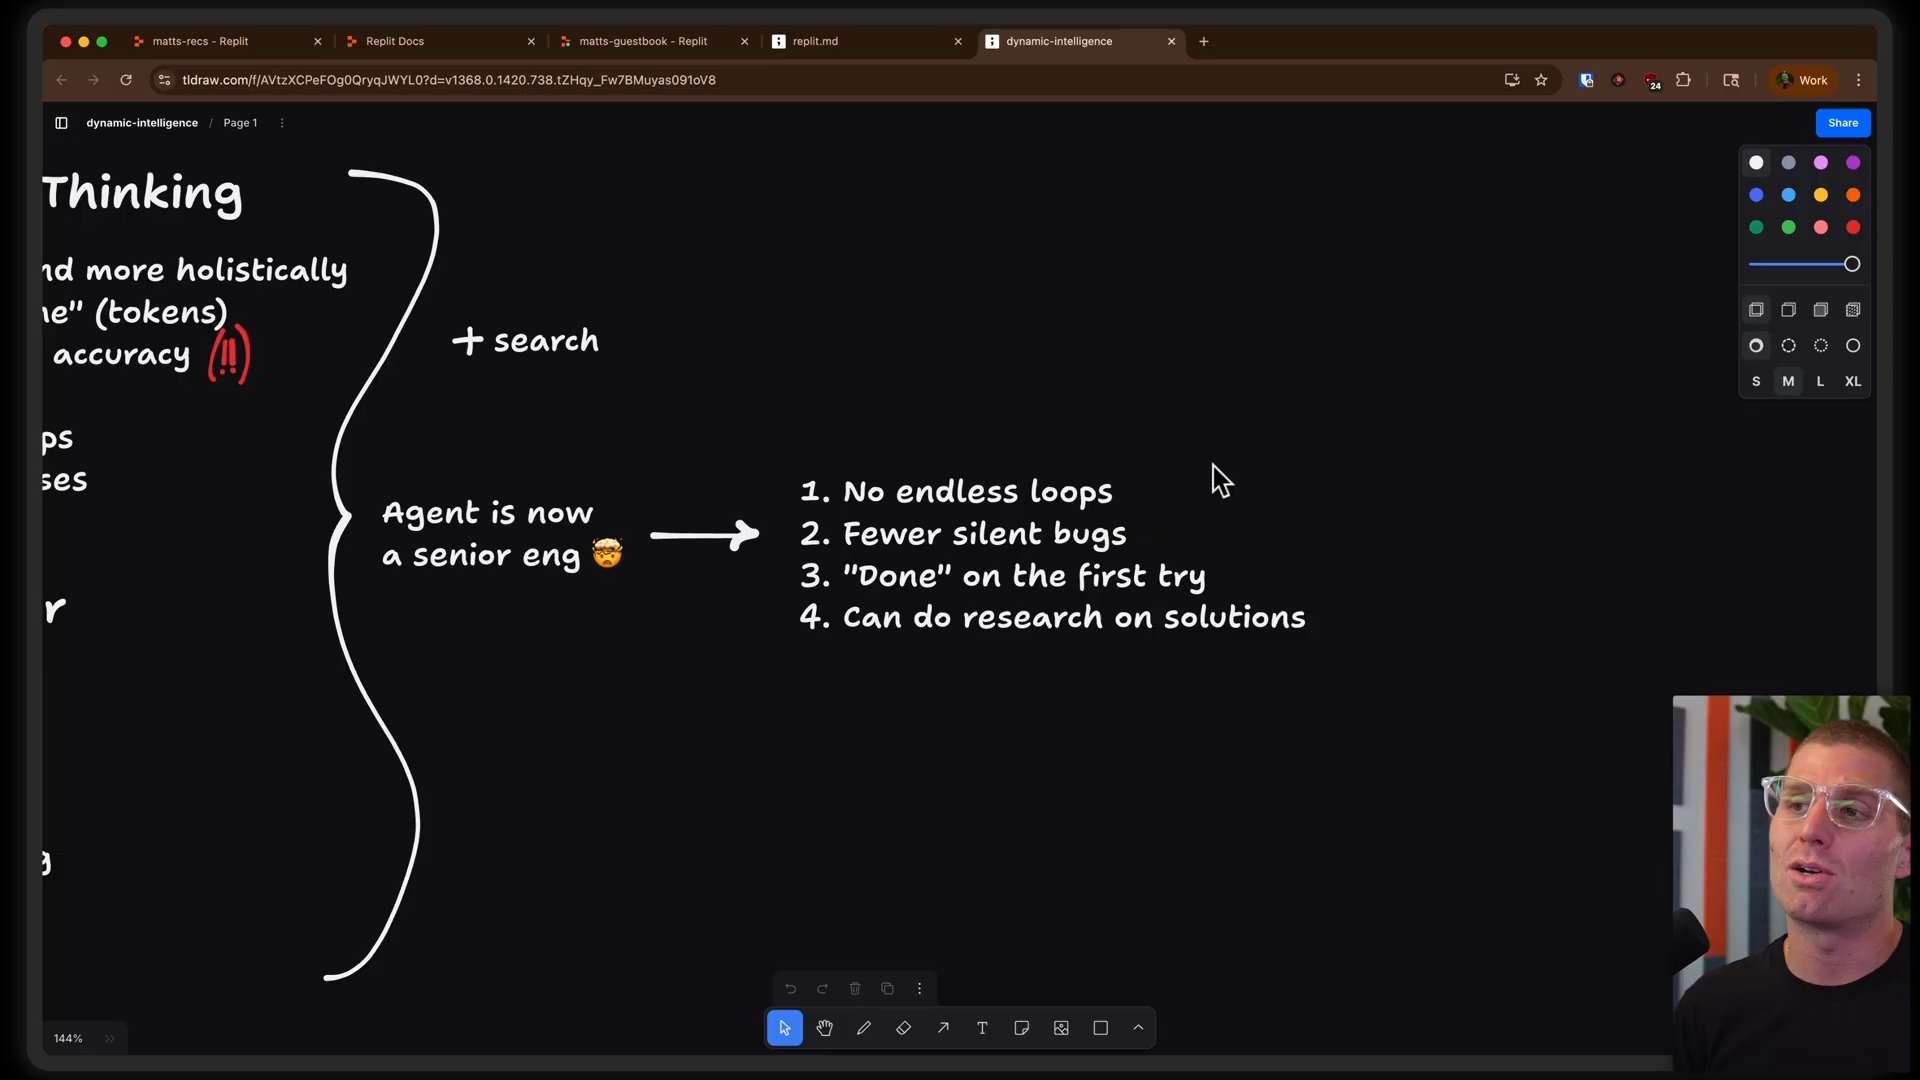 matts-recs - Replit
Replit Docs
matts-guestbook - Replit
replit.md
dynamic-intelligence
tldraw.com/f/AVtzXCPeFOg0QryqJWYL0?d=v1368.0.1420.738.tZHqy_Fw7BMuyas091oV8
24
Work
dynamic-intelligence / Page 1
Share
Thinking
nd more holistically
ne" (tokens)
accuracy (!!)
ps
ses
r
g
+ search
Agent is now
a senior eng 🤯
1. No endless loops
2. Fewer silent bugs
3. "Done" on the first try
4. Can do research on solutions
S M L XL
144%